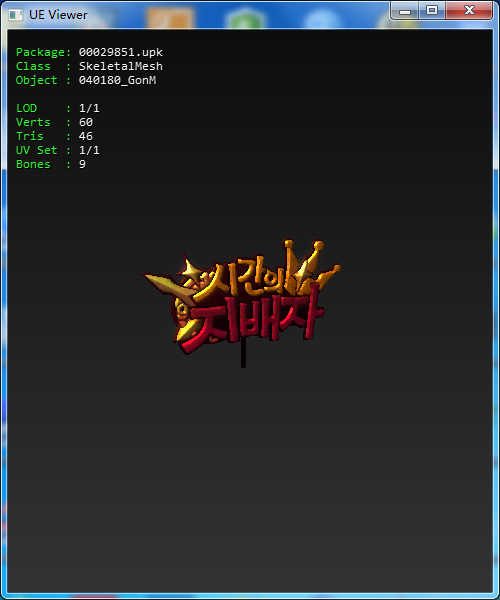 UE Viewer
Package: 00029851.upk
Class : SkeletalMesh
Object : 040180_GonM
LOD : 1/1
Verts : 60
Tris : 46
UV Set : 1/1
Bones : 9
시간의
지배자